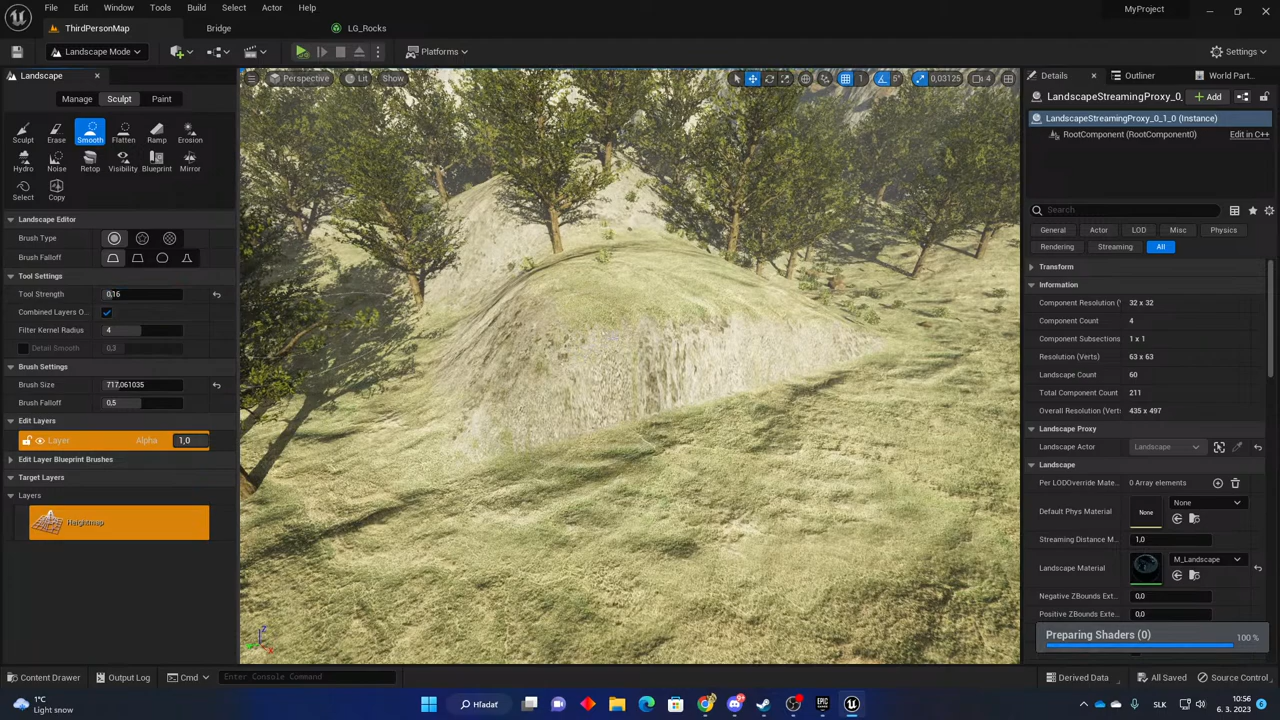 File Edit Window Tools Build Select Actor Help
MyProject
ThirdPersonMap
Bridge
LG_Rocks
Landscape Mode
Platforms
Settings
Landscape
Perspective
Lit
Show
1
5°
0,03125
4
Details
Outliner
World Part...
Manage
Sculpt
Paint
LandscapeStreamingProxy_0_
Add
LandscapeStreamingProxy_0_1_0 (Instance)
RootComponent (RootComponent0)
Edit in C++
Sculpt
Erase
Smooth
Flatten
Ramp
Erosion
Hydro
Noise
Retop
Visibility
Blueprint
Mirror
Select
Copy
Search
Landscape Editor
General
Actor
LOD
Misc
Physics
Brush Type
Rendering
Streaming
All
Brush Falloff
Transform
Tool Settings
Information
Tool Strength
0,16
Component Resolution (V
32 x 32
Combined Layers O...
Component Count
4
Filter Kernel Radius
4
Component Subsections
1 x 1
Detail Smooth
0,3
Resolution (Verts)
63 x 63
Brush Settings
Landscape Count
60
Brush Size
717,061035
Total Component Count
211
Brush Falloff
0,5
Overall Resolution (Vert
435 x 497
Edit Layers
Landscape Proxy
Layer
Alpha
1,0
Landscape Actor
Landscape
Edit Layer Blueprint Brushes
Landscape
Target Layers
Per LODOverride Mate...
0 Array elements
Layers
Default Phys Material
None
None
Heightmap
Streaming Distance M...
1,0
Landscape Material
M_Landscape
Negative ZBounds Ext...
0,0
Positive ZBounds Exte...
0,0
Preparing Shaders (0)
100 %
Content Drawer
Output Log
Cmd
Enter Console Command
Derived Data
All Saved
Source Control
1°C
Light snow
Hľadať
SLK
10:56
6. 3. 2023